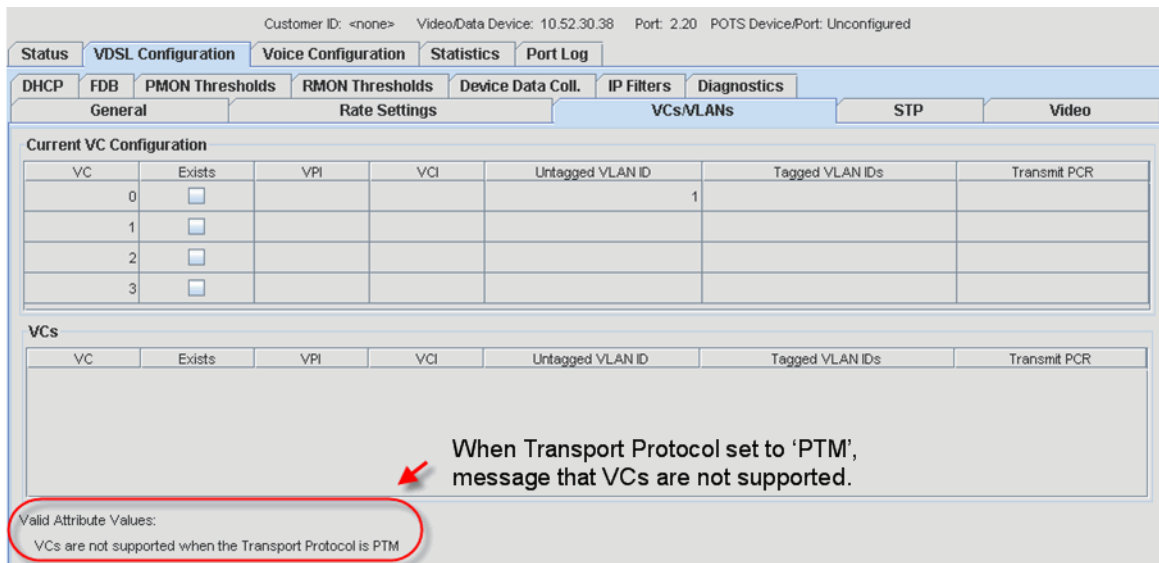 Customer ID: <none> Video/Data Device: 10.52.30.38 Port: 2.20 POTS Device/Port: Unconfigured
Status VDSL Configuration Voice Configuration Statistics Port Log
DHCP FDB PMON Thresholds RMON Thresholds Device Data Coll. IP Filters Diagnostics
General Rate Settings VCs/VLANs STP Video
Current VC Configuration
VC Exists VPI VCI Untagged VLAN ID Tagged VLAN IDs Transmit PCR
0 1
1
2
3
VCs
VC Exists VPI VCI Untagged VLAN ID Tagged VLAN IDs Transmit PCR
When Transport Protocol set to ‘PTM’,
message that VCs are not supported.
Valid Attribute Values:
VCs are not supported when the Transport Protocol is PTM